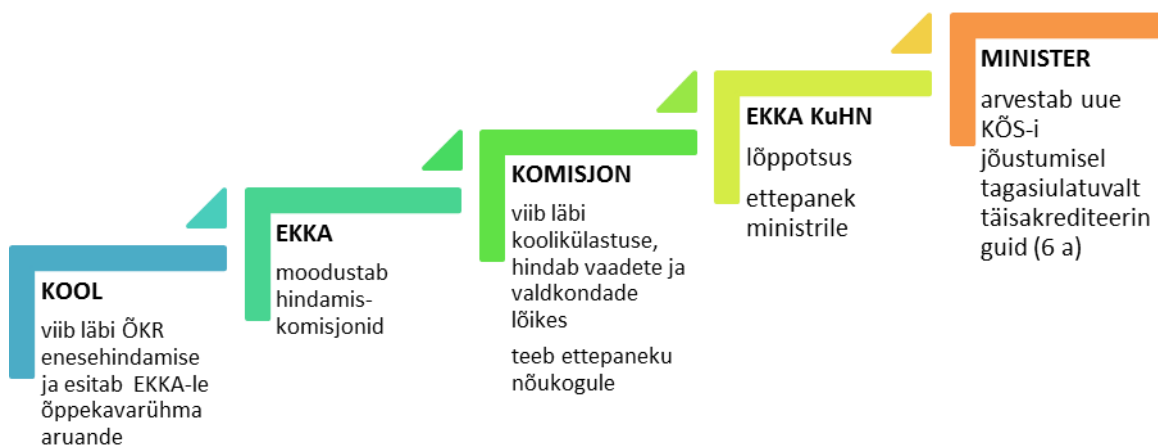 KOOL
viib läbi ÕKR
enesehindamise
ja esitab EKKA-le
õppekavarühma
aruande
EKKA
moodustab
hindamis-
komisjonid
KOMISJON
viib läbi
koolikülastuse,
hindab vaadete ja
valdkondade
lõikes
teeb ettepaneku
nõukogule
EKKA KuHN
lõppotsus
ettepanek
ministrile
MINISTER
arvestab uue
KÕS-i
jõustumisel
tagasiulatuvalt
täisakrediteerin
guid (6 a)